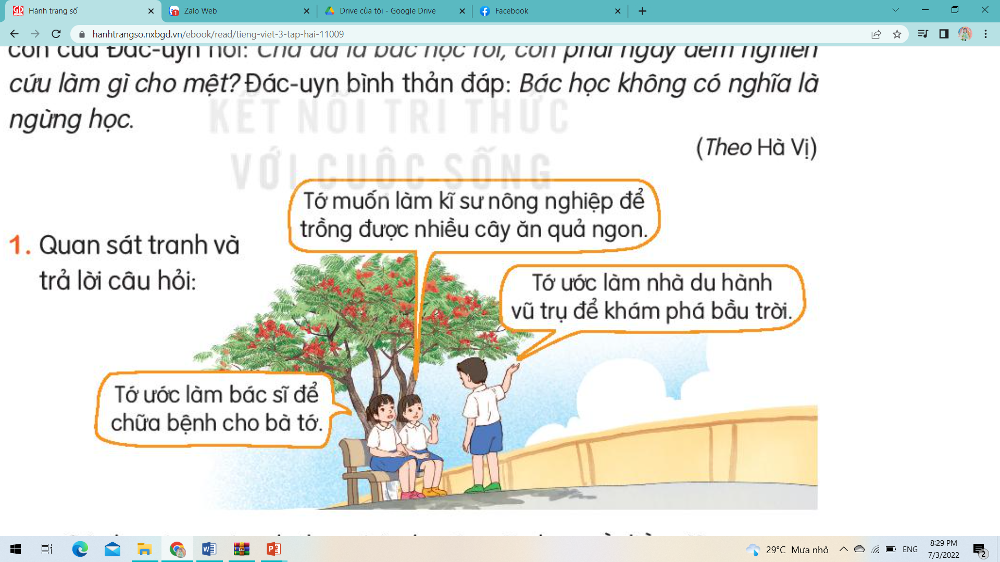 Hành trang số
Zalo Web
Drive của tôi - Google Drive
Facebook
hanhtrangso.nxbgd.vn/ebook/read/tieng-viet-3-tap-hai-11009
con của Đác-uyn hỏi: Cha đã là bác học rồi, còn phải ngày đêm nghiên
cứu làm gì cho mệt? Đác-uyn bình thản đáp: Bác học không có nghĩa là
ngừng học.
KẾT NỐI TRI THỨC
VỚI CUỘC SỐNG
(Theo Hà Vị)
Tớ muốn làm kĩ sư nông nghiệp để
trồng được nhiều cây ăn quả ngon.
1. Quan sát tranh và
trả lời câu hỏi:
Tớ ước làm nhà du hành
vũ trụ để khám phá bầu trời.
Tớ ước làm bác sĩ để
chữa bệnh cho bà tớ.
29°C Mưa nhỏ
ENG
8:29 PM
7/3/2022
2